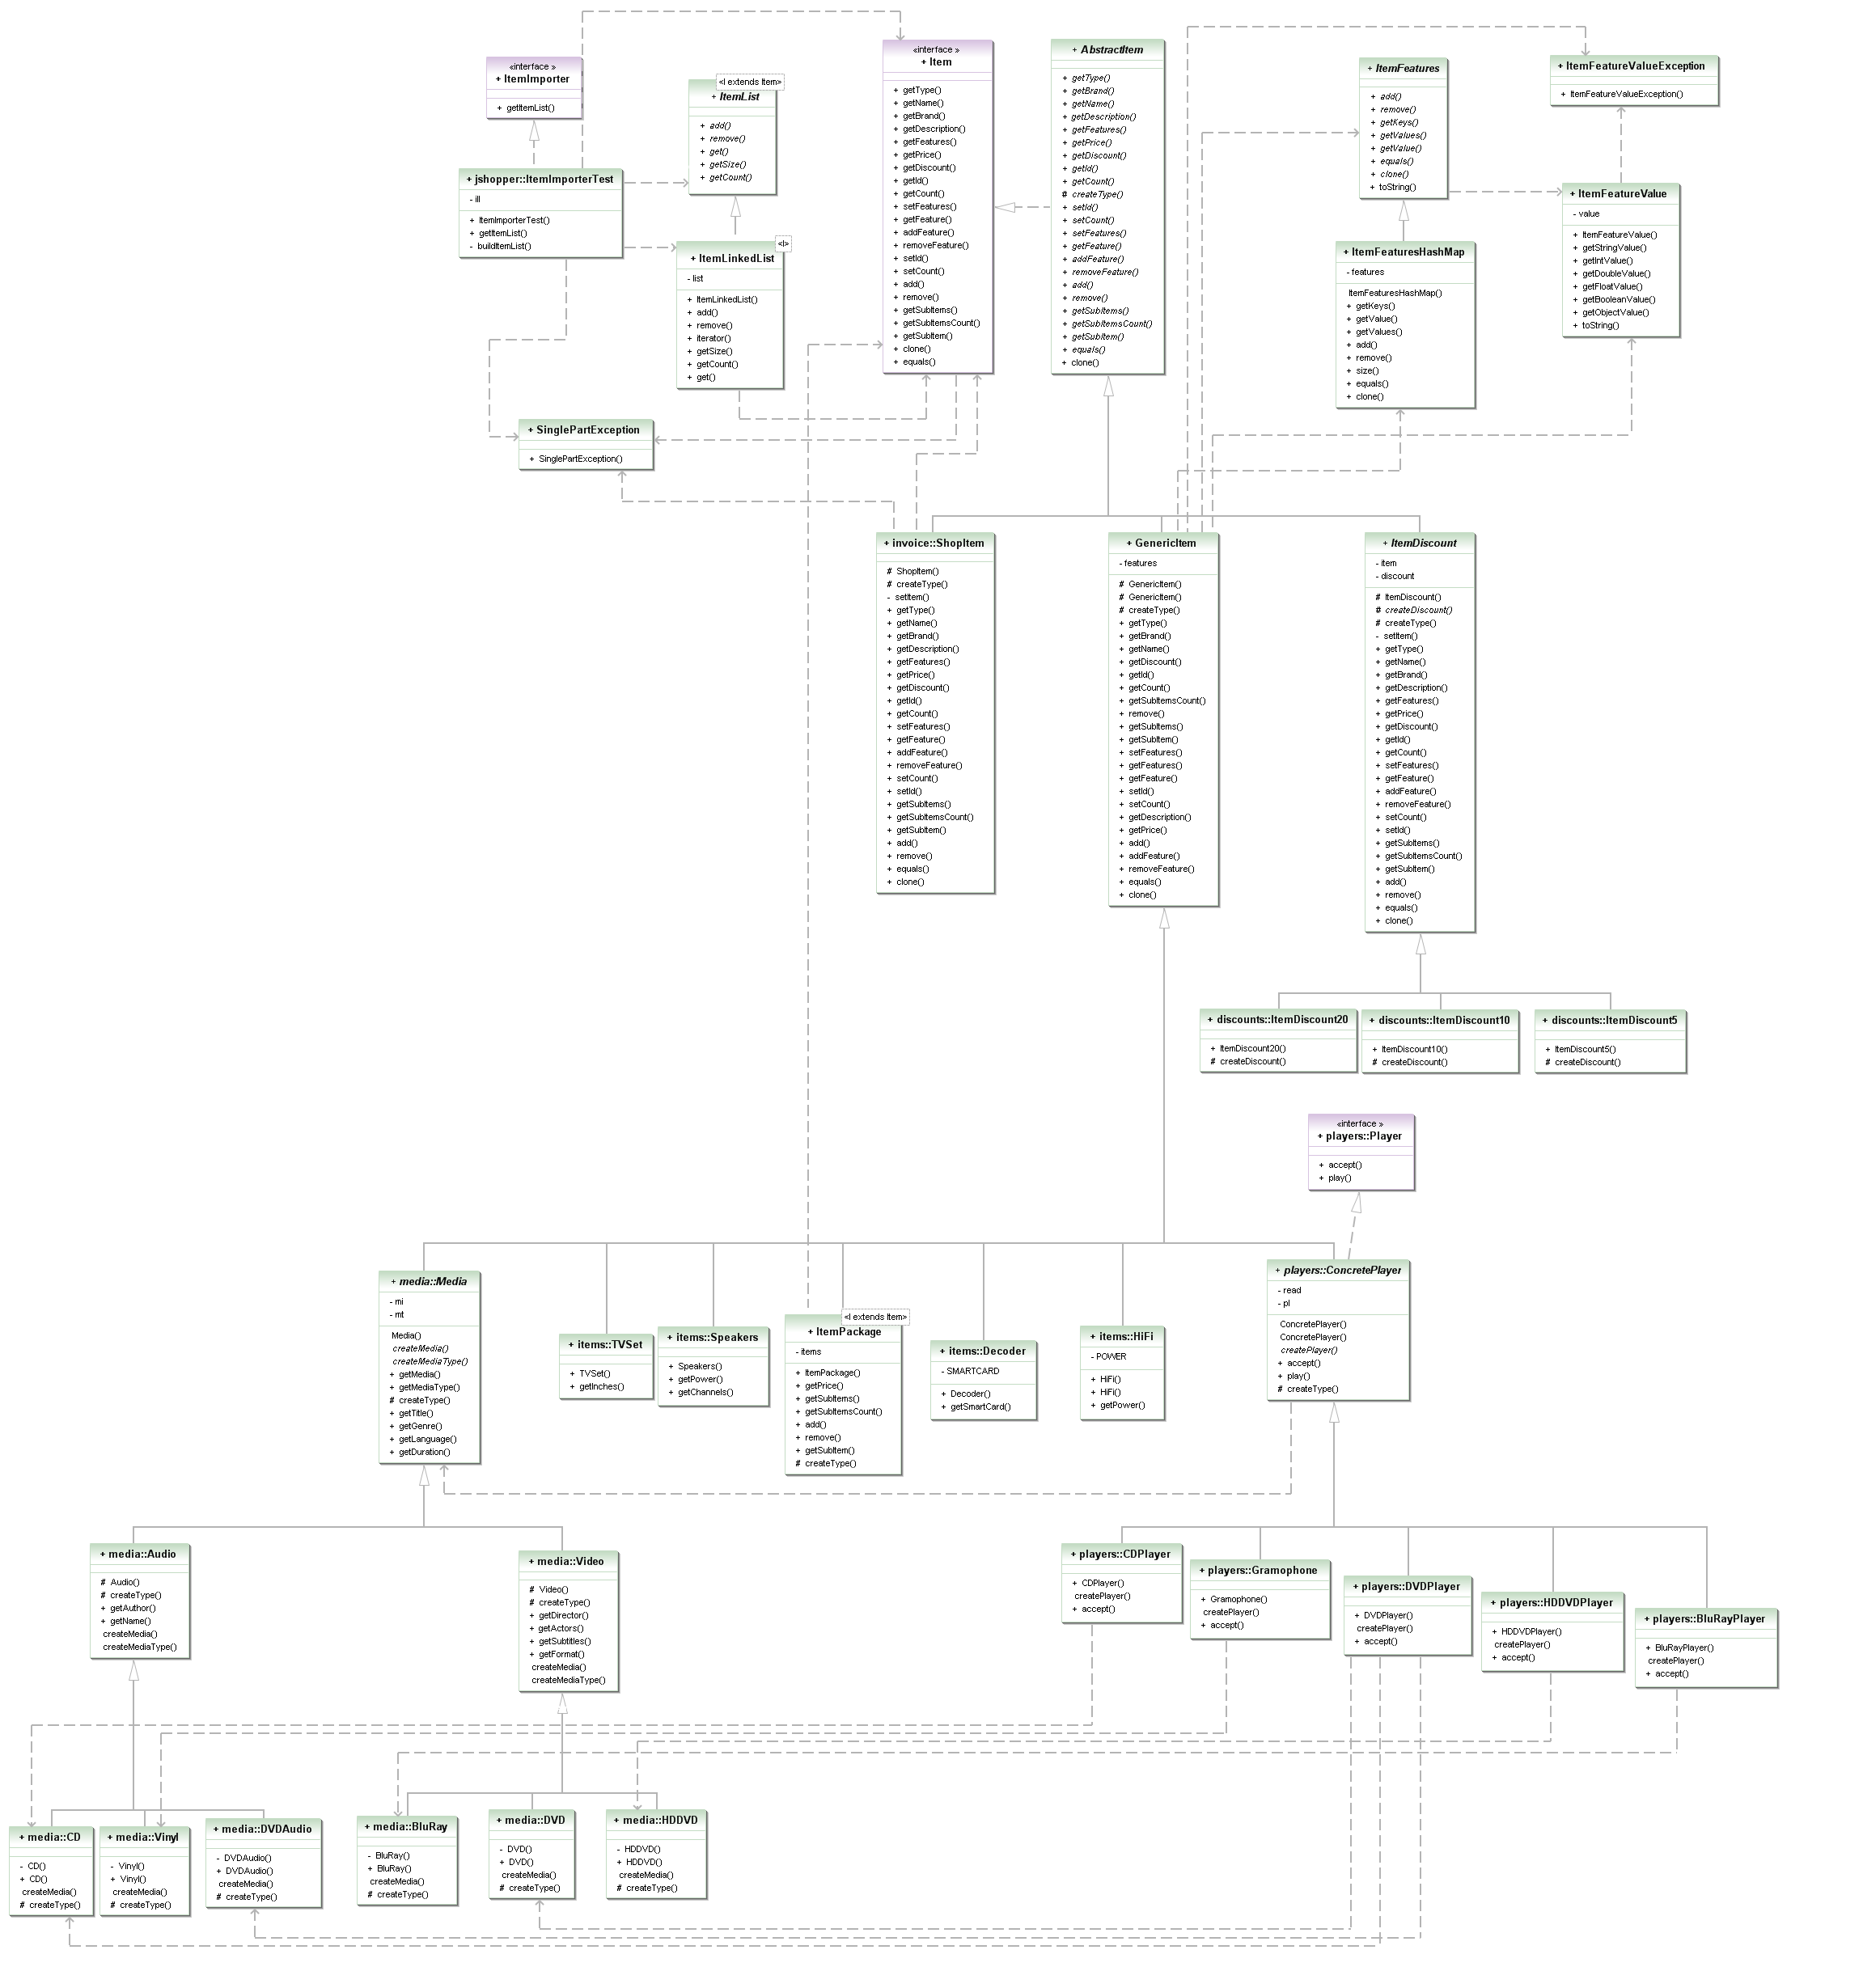 «interface »
+ ItemImporter
+ getItemList()
<I extends Item>
+ ItemList
+ add()
+ remove()
+ get()
+ getSize()
+ getCount()
«interface »
+ Item
+ getType()
+ getName()
+ getBrand()
+ getDescription()
+ getFeatures()
+ getPrice()
+ getDiscount()
+ getId()
+ getCount()
+ setFeatures()
+ getFeature()
+ addFeature()
+ removeFeature()
+ setId()
+ setCount()
+ add()
+ remove()
+ getSubItems()
+ getSubItemsCount()
+ getSubItem()
+ clone()
+ equals()
+ AbstractItem
+ getType()
+ getBrand()
+ getName()
+ getDescription()
+ getFeatures()
+ getPrice()
+ getDiscount()
+ getId()
+ getCount()
# createType()
+ setId()
+ setCount()
+ setFeatures()
+ getFeature()
+ addFeature()
+ removeFeature()
+ add()
+ remove()
+ getSubItems()
+ getSubItemsCount()
+ getSubItem()
+ equals()
+ clone()
+ ItemFeatures
+ add()
+ remove()
+ getKeys()
+ getValues()
+ getValue()
+ equals()
+ clone()
+ toString()
+ ItemFeatureValueException
+ ItemFeatureValueException()
+ jshopper::ItemImporterTest
- ill
+ ItemImporterTest()
+ getItemList()
- buildItemList()
<I>
+ ItemLinkedList
- list
+ ItemLinkedList()
+ add()
+ remove()
+ iterator()
+ getSize()
+ getCount()
+ get()
+ ItemFeatureValue
- value
+ ItemFeatureValue()
+ getStringValue()
+ getIntValue()
+ getDoubleValue()
+ getFloatValue()
+ getBooleanValue()
+ getObjectValue()
+ toString()
+ ItemFeaturesHashMap
- features
ItemFeaturesHashMap()
+ getKeys()
+ getValue()
+ getValues()
+ add()
+ remove()
+ size()
+ equals()
+ clone()
+ SinglePartException
+ SinglePartException()
+ invoice::ShopItem
# ShopItem()
# createType()
- setItem()
+ getType()
+ getName()
+ getBrand()
+ getDescription()
+ getFeatures()
+ getPrice()
+ getDiscount()
+ getId()
+ getCount()
+ setFeatures()
+ getFeature()
+ addFeature()
+ removeFeature()
+ setCount()
+ setId()
+ getSubItems()
+ getSubItemsCount()
+ getSubItem()
+ add()
+ remove()
+ equals()
+ clone()
+ GenericItem
- features
# GenericItem()
# GenericItem()
# createType()
+ getType()
+ getBrand()
+ getName()
+ getDiscount()
+ getId()
+ getCount()
+ getSubItemsCount()
+ remove()
+ getSubItems()
+ getSubItem()
+ setFeatures()
+ getFeatures()
+ getFeature()
+ setId()
+ setCount()
+ getDescription()
+ getPrice()
+ add()
+ addFeature()
+ removeFeature()
+ equals()
+ clone()
+ ItemDiscount
- item
- discount
# ItemDiscount()
# createDiscount()
# createType()
- setItem()
+ getType()
+ getName()
+ getBrand()
+ getDescription()
+ getFeatures()
+ getPrice()
+ getDiscount()
+ getId()
+ getCount()
+ setFeatures()
+ getFeature()
+ addFeature()
+ removeFeature()
+ setCount()
+ setId()
+ getSubItems()
+ getSubItemsCount()
+ getSubItem()
+ add()
+ remove()
+ equals()
+ clone()
+ discounts::ItemDiscount20
+ ItemDiscount20()
# createDiscount()
+ discounts::ItemDiscount10
+ ItemDiscount10()
# createDiscount()
+ discounts::ItemDiscount5
+ ItemDiscount5()
# createDiscount()
«interface »
+ players::Player
+ accept()
+ play()
+ media::Media
- mi
- mt
Media()
createMedia()
createMediaType()
+ getMedia()
+ getMediaType()
# createType()
+ getTitle()
+ getGenre()
+ getLanguage()
+ getDuration()
+ items::TVSet
+ TVSet()
+ getInches()
+ items::Speakers
+ Speakers()
+ getPower()
+ getChannels()
<I extends Item>
+ ItemPackage
- items
+ ItemPackage()
+ getPrice()
+ getSubItems()
+ getSubItemsCount()
+ add()
+ remove()
+ getSubItem()
# createType()
+ items::Decoder
- SMARTCARD
+ Decoder()
+ getSmartCard()
+ items::HiFi
- POWER
+ HiFi()
+ HiFi()
+ getPower()
+ players::ConcretePlayer
- read
- pl
ConcretePlayer()
ConcretePlayer()
createPlayer()
+ accept()
+ play()
# createType()
+ media::Audio
# Audio()
# createType()
+ getAuthor()
+ getName()
createMedia()
createMediaType()
+ media::Video
# Video()
# createType()
+ getDirector()
+ getActors()
+ getSubtitles()
+ getFormat()
createMedia()
createMediaType()
+ players::CDPlayer
+ CDPlayer()
createPlayer()
+ accept()
+ players::Gramophone
+ Gramophone()
createPlayer()
+ accept()
+ players::DVDPlayer
+ DVDPlayer()
createPlayer()
+ accept()
+ players::HDDVDPlayer
+ HDDVDPlayer()
createPlayer()
+ accept()
+ players::BluRayPlayer
+ BluRayPlayer()
createPlayer()
+ accept()
+ media::CD
- CD()
+ CD()
createMedia()
# createType()
+ media::Vinyl
- Vinyl()
+ Vinyl()
createMedia()
# createType()
+ media::DVDAudio
- DVDAudio()
+ DVDAudio()
createMedia()
# createType()
+ media::BluRay
- BluRay()
+ BluRay()
createMedia()
# createType()
+ media::DVD
- DVD()
+ DVD()
createMedia()
# createType()
+ media::HDDVD
- HDDVD()
+ HDDVD()
createMedia()
# createType()